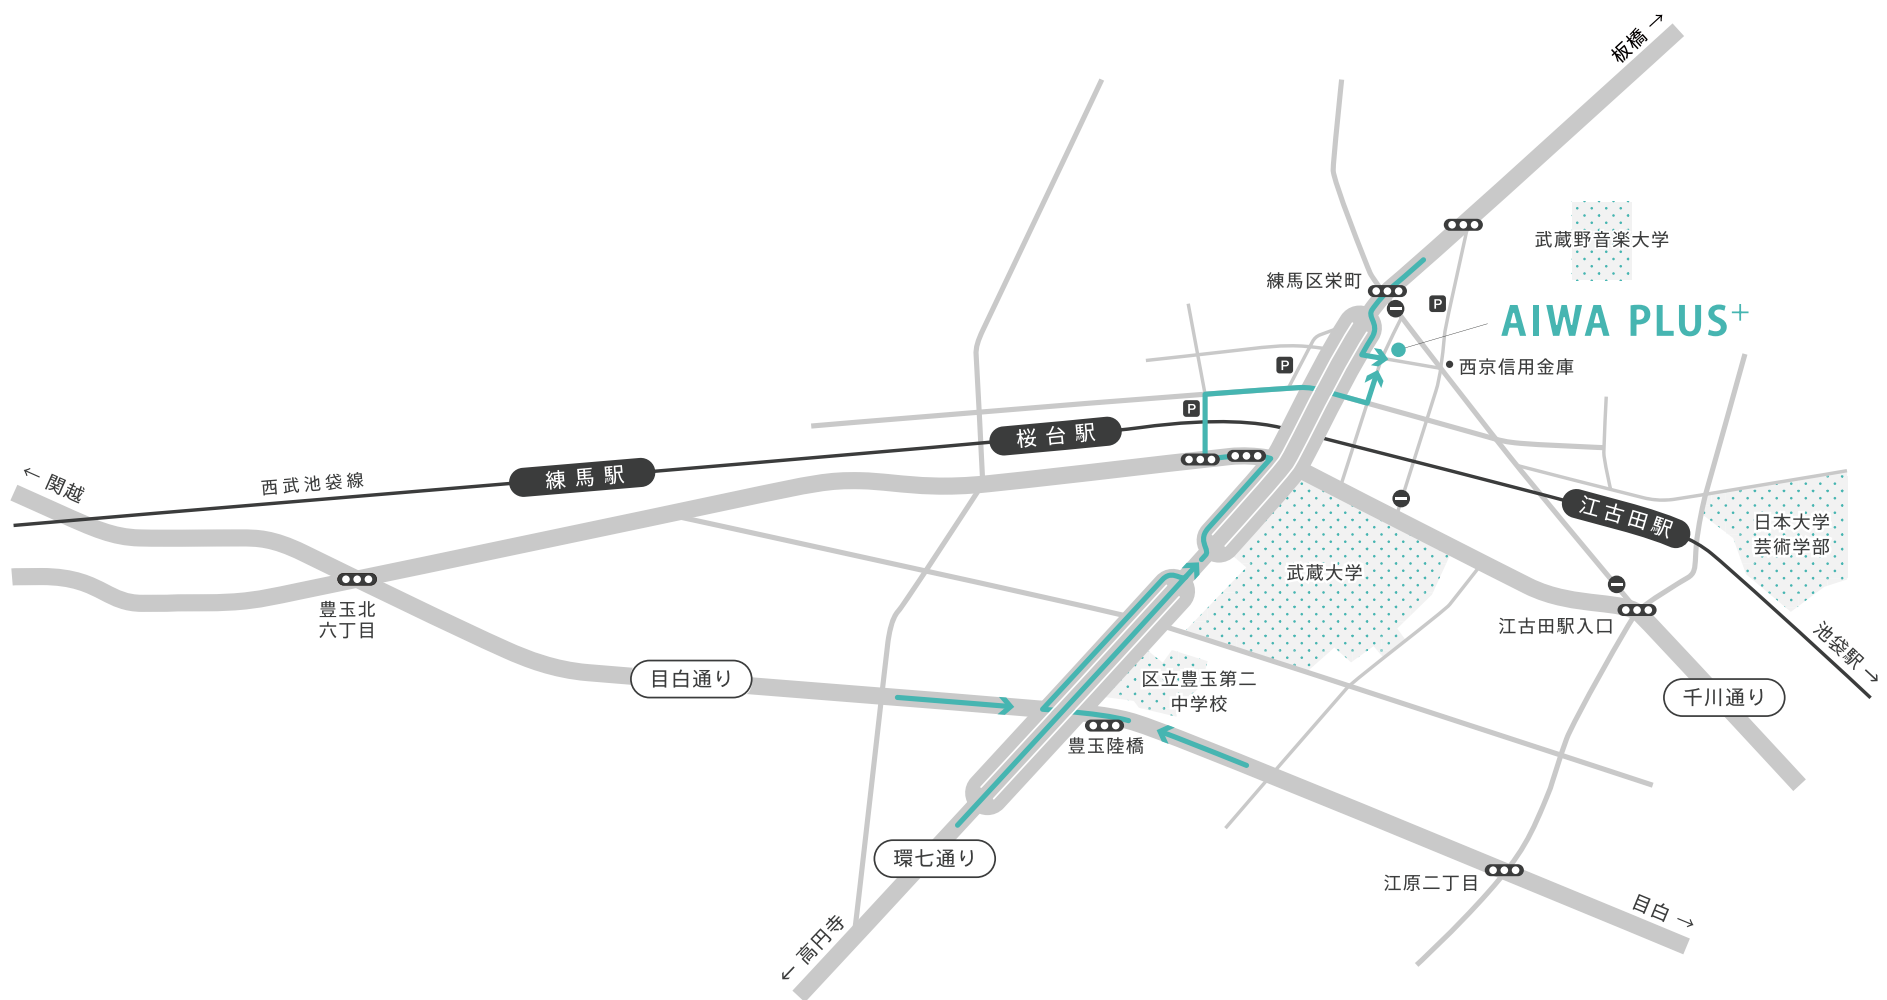 板橋 →
武蔵野音楽大学
練馬区栄町
P
AIWA PLUS+
P
西京信用金庫
P
桜台駅
練馬駅
西武池袋線
← 関越
江古田駅
日本大学
芸術学部
武蔵大学
豊玉北
六丁目
江古田駅入口
池袋駅 →
目白通り
区立豊玉第二
中学校
千川通り
豊玉陸橋
環七通り
江原二丁目
目白 →
← 高円寺